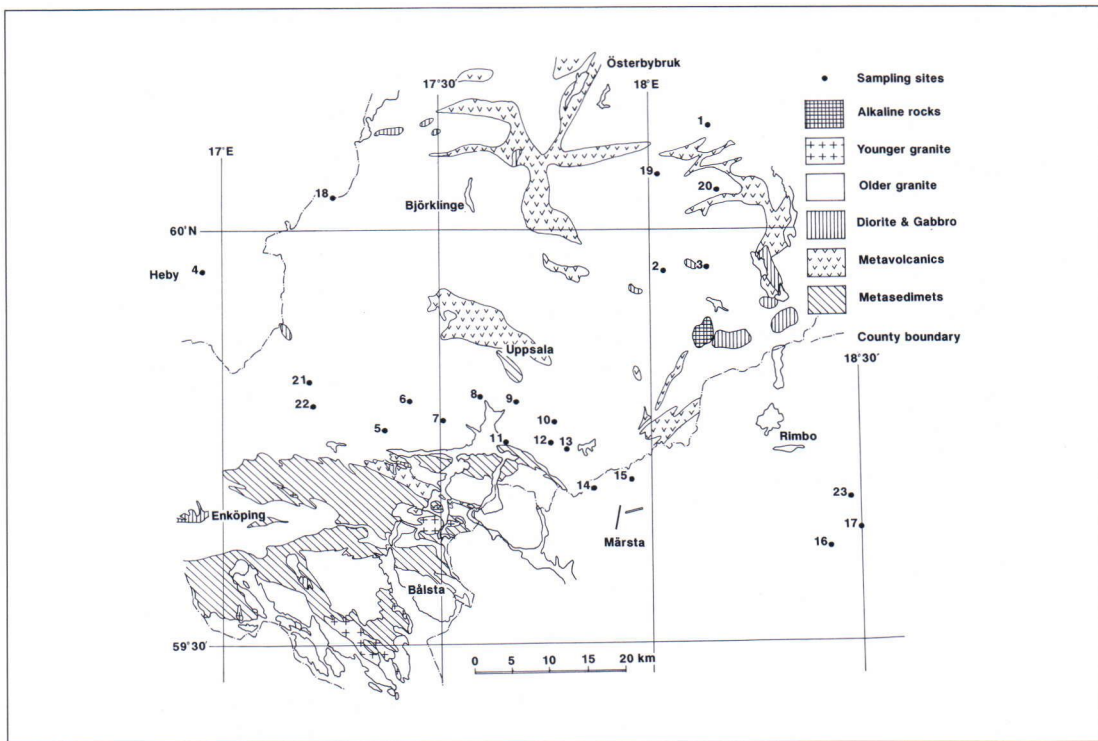 Österbybruk
17°30'
18°E
Sampling sites
1
Alkaline rocks
17°E
Younger granite
19
20
Older granite
18
Björklinge
60°N
Diorite & Gabbro
Heby
4
2
3
Metavolcanics
Metasedimets
Uppsala
County boundary
18°30'
21
22
6
8
9
5
7
10
11
12
13
Rimbo
14
15
23
Enköping
Märsta
17
16
Bålsta
59°30'
0 5 10 20 km